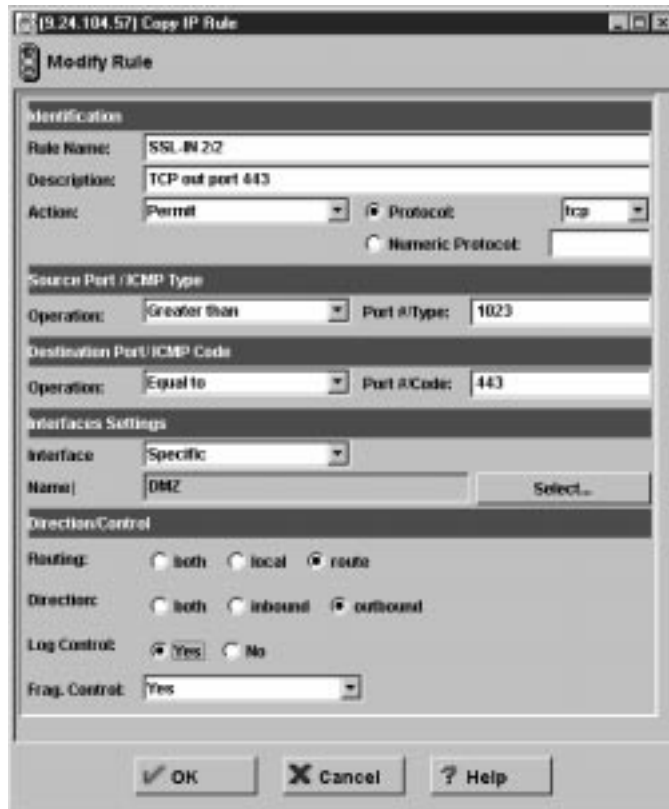 (9.24.104.57) Copy IP Rule
Modify Rule
Identification
Rule Name: SSL-IN 2/2
Description: TCP out port 443
Action: Permit Protocol: tcp
Numeric Protocol:
Source Port / ICMP Type
Operation: Greater than Port #/Type: 1023
Destination Port/ ICMP Code
Operation: Equal to Port #/Code: 443
Interfaces Settings
Interface Specific
Name| DMZ Select...
Direction/Control
Routing: both local route
Direction: both inbound outbound
Log Control: Yes No
Frag. Control: Yes
OK Cancel ? Help